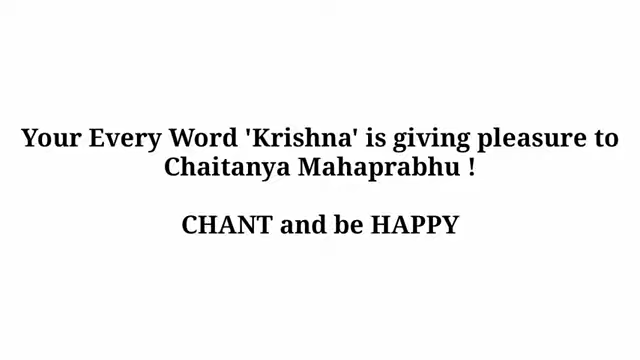 Your Every Word 'Krishna' is giving pleasure to
Chaitanya Mahaprabhu !
CHANT and be HAPPY